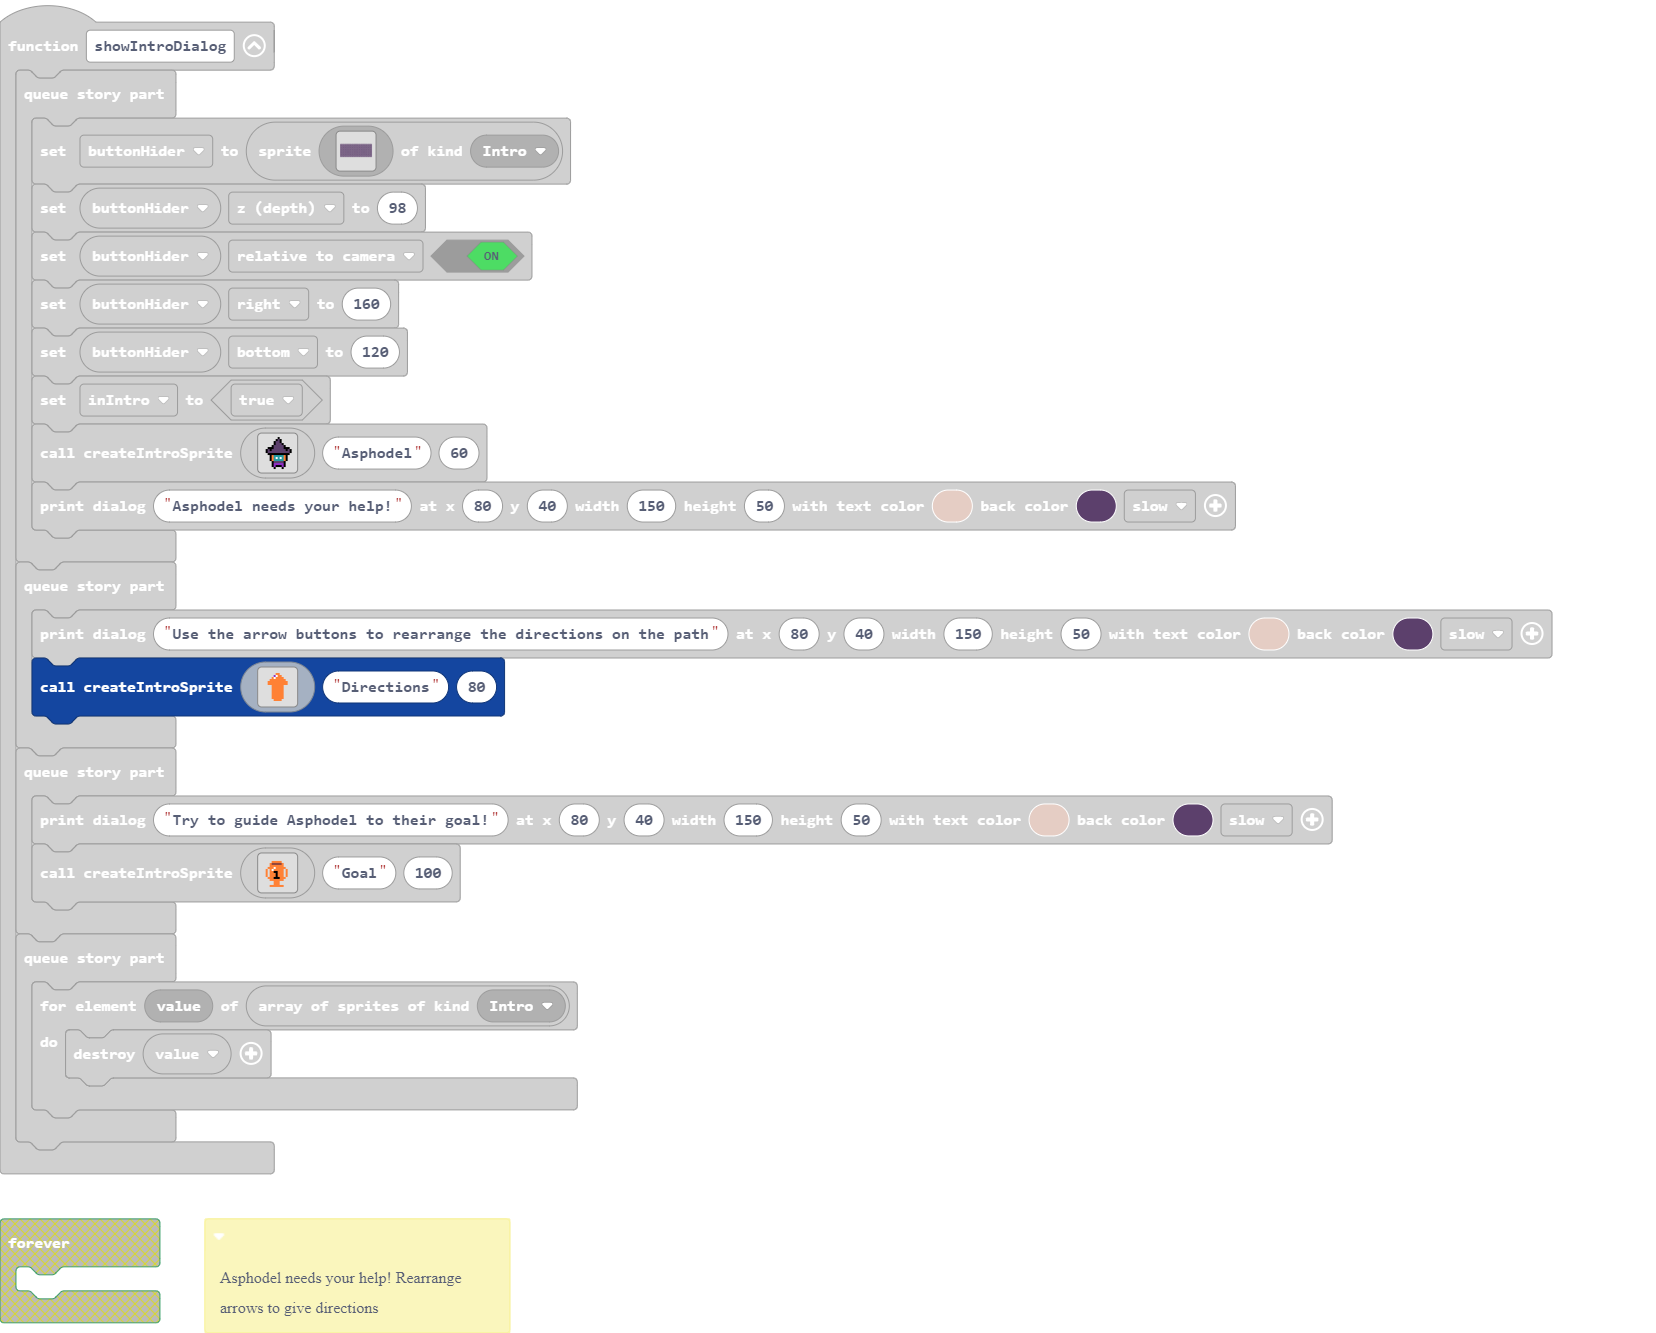 function showIntroDialog
queue story part
set buttonHider to sprite of kind Intro
set buttonHider z (depth) to 98
set buttonHider relative to camera ON
set buttonHider right to 160
set buttonHider bottom to 120
set inIntro to true
call createIntroSprite "Asphodel" 60
print dialog "Asphodel needs your help!" at x 80 y 40 width 150 height 50 with text color back color slow
queue story part
print dialog "Use the arrow buttons to rearrange the directions on the path" at x 80 y 40 width 150 height 50 with text color back color slow
call createIntroSprite "Directions" 80
queue story part
print dialog "Try to guide Asphodel to their goal!" at x 80 y 40 width 150 height 50 with text color back color slow
call createIntroSprite 1 "Goal" 100
queue story part
for element value of array of sprites of kind Intro
do
destroy value
forever
Asphodel needs your help! Rearrange
arrows to give directions